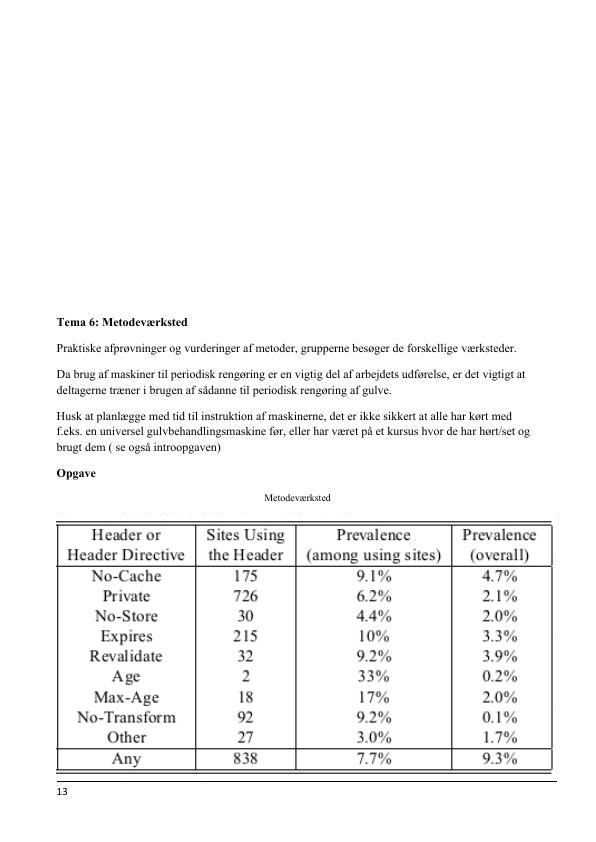 Tema 6: Metodeværksted
Praktiske afprøvninger og vurderinger af metoder, grupperne besøger de forskellige værksteder.
Da brug af maskiner til periodisk rengøring er en vigtig del af arbejdets udførelse, er det vigtigt at
deltagerne træner i brugen af sådanne til periodisk rengøring af gulve.
Husk at planlægge med tid til instruktion af maskinerne, det er ikke sikkert at alle har kørt med
f.eks. en universel gulvbehandlingsmaskine før, eller har været på et kursus hvor de har hørt/set og
brugt dem ( se også introopgaven)
Opgave
Metodeværksted
Header or Sites Using Prevalence Prevalence
Header Directive the Header (among using sites) (overall)
No-Cache 175 9.1% 4.7%
Private 726 6.2% 2.1%
No-Store 30 4.4% 2.0%
Expires 215 10% 3.3%
Revalidate 32 9.2% 3.9%
Age 2 33% 0.2%
Max-Age 18 17% 2.0%
No-Transform 92 9.2% 0.1%
Other 27 3.0% 1.7%
Any 838 7.7% 9.3%
13